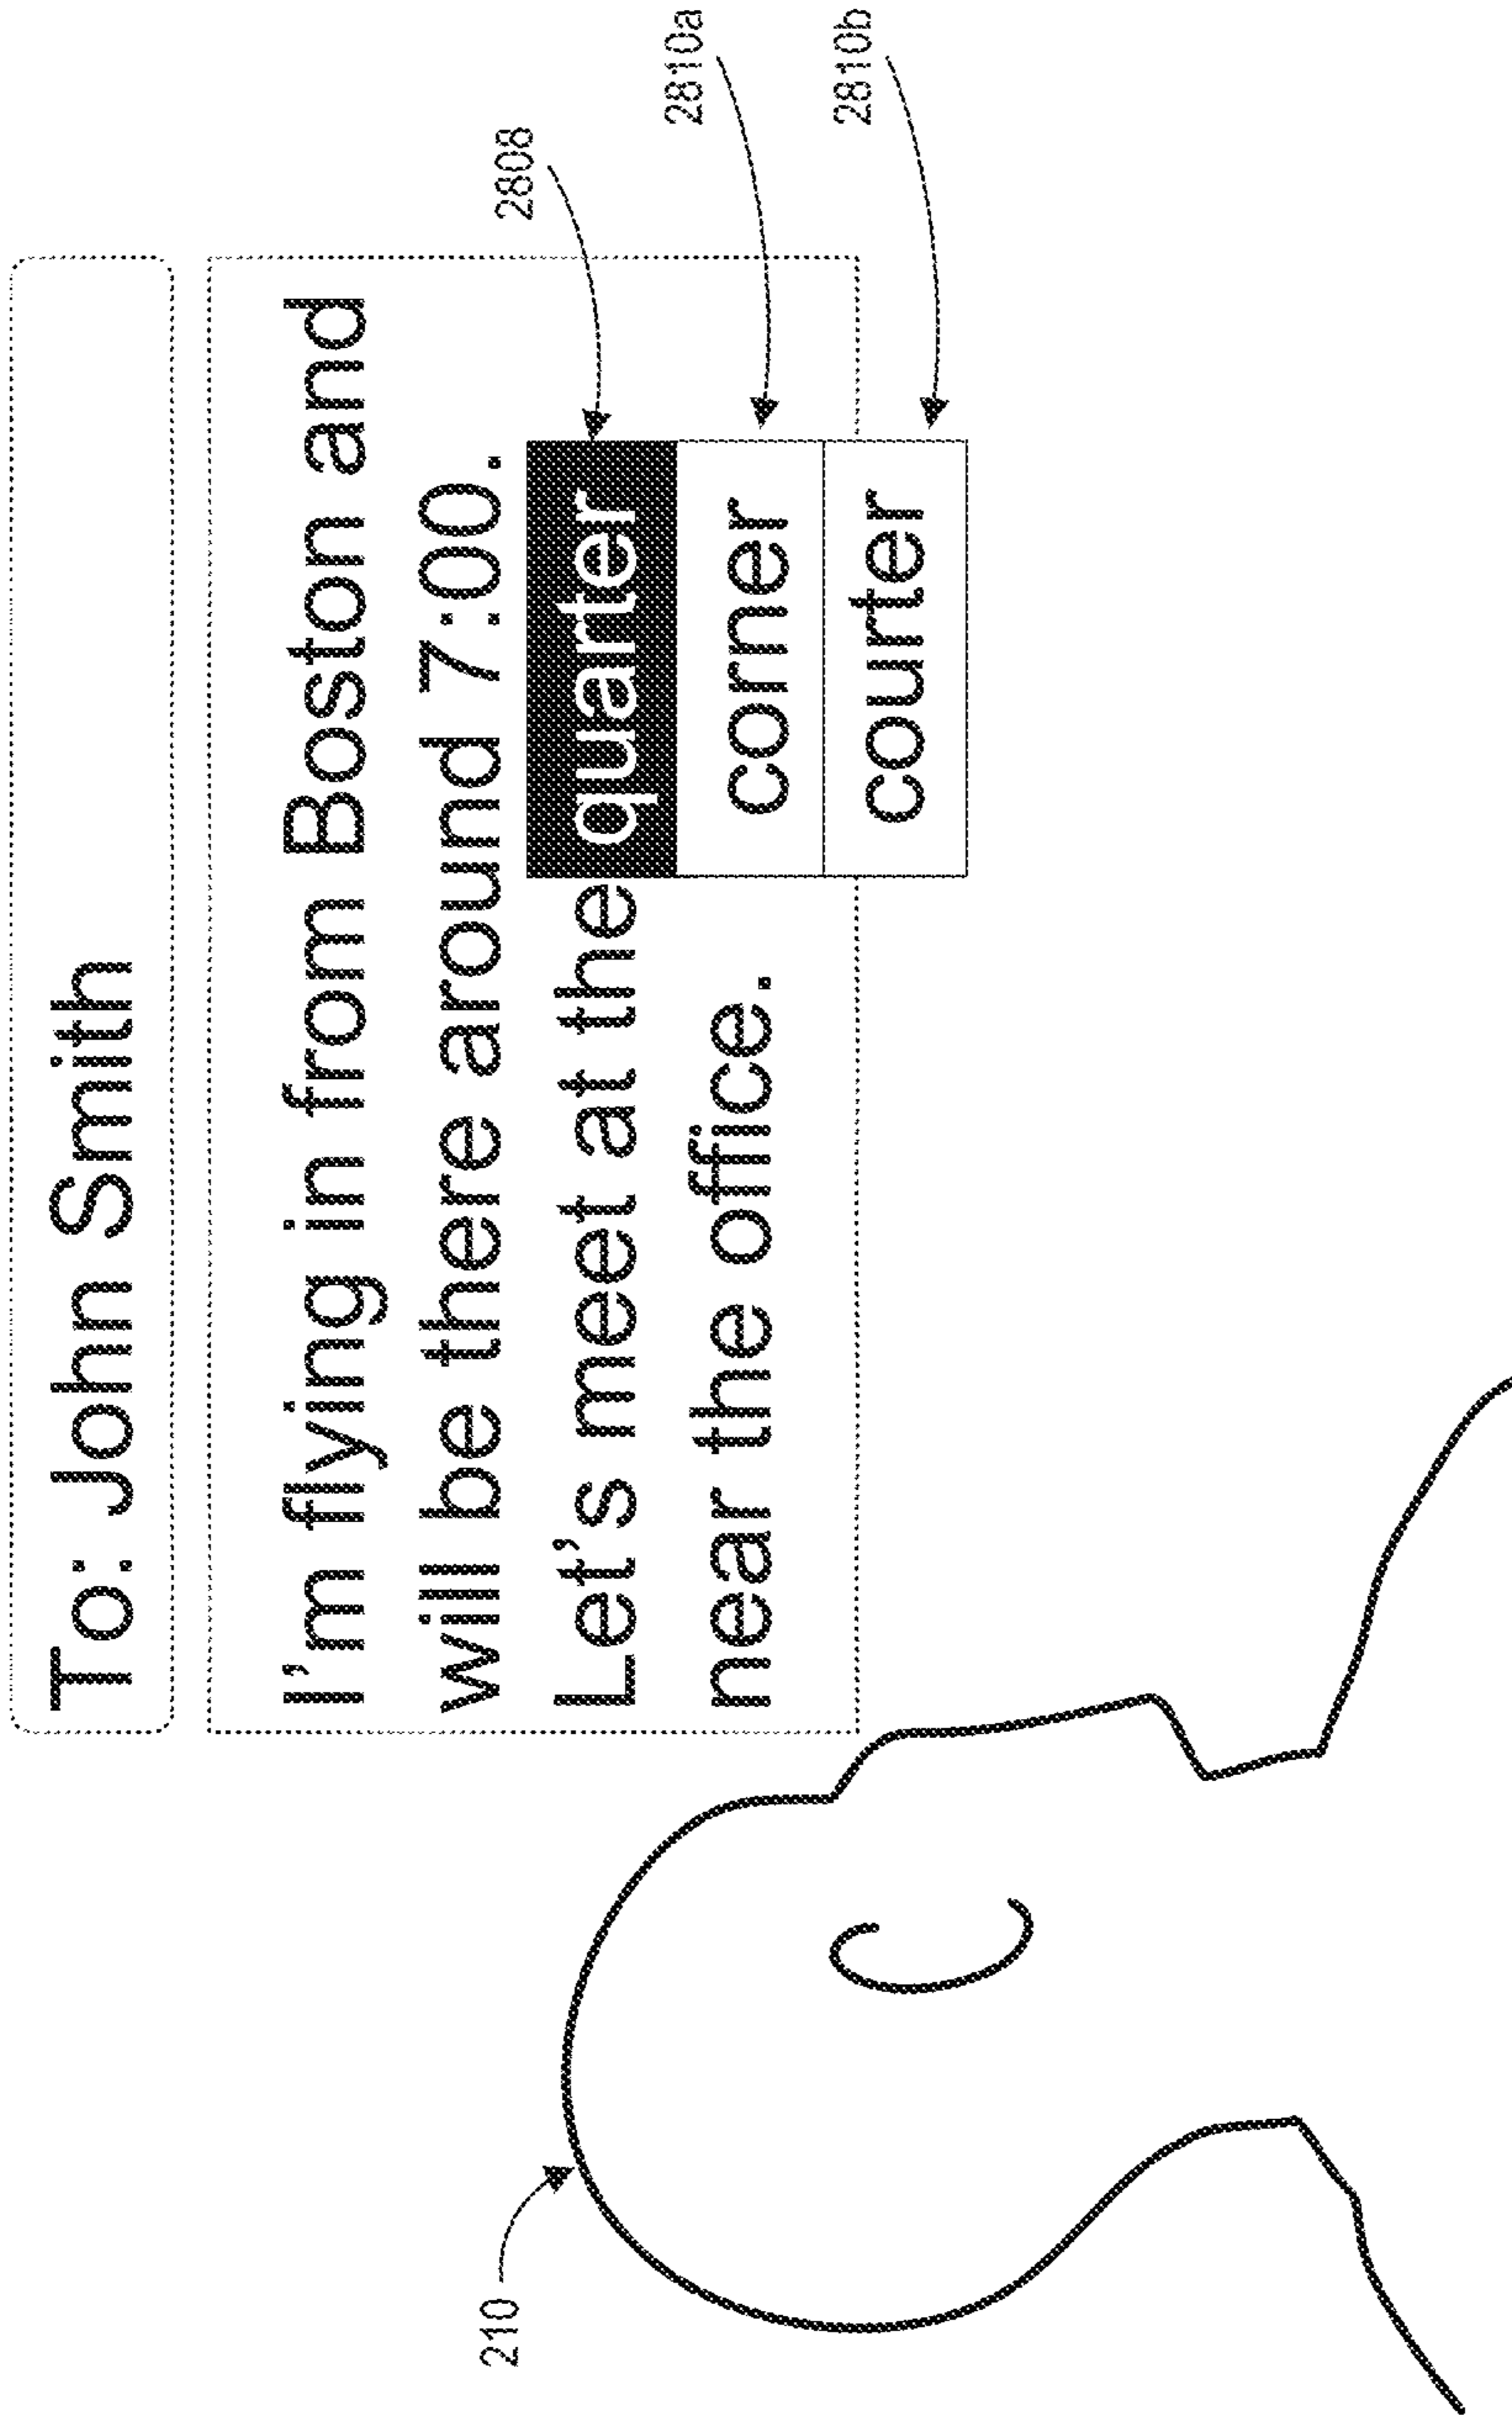 To: John Smith
I'm flying in from Boston and
will be there around 7:00.
Let's meet at the quarter
near the office.
corner
courter
2808
2810a
2810b
210